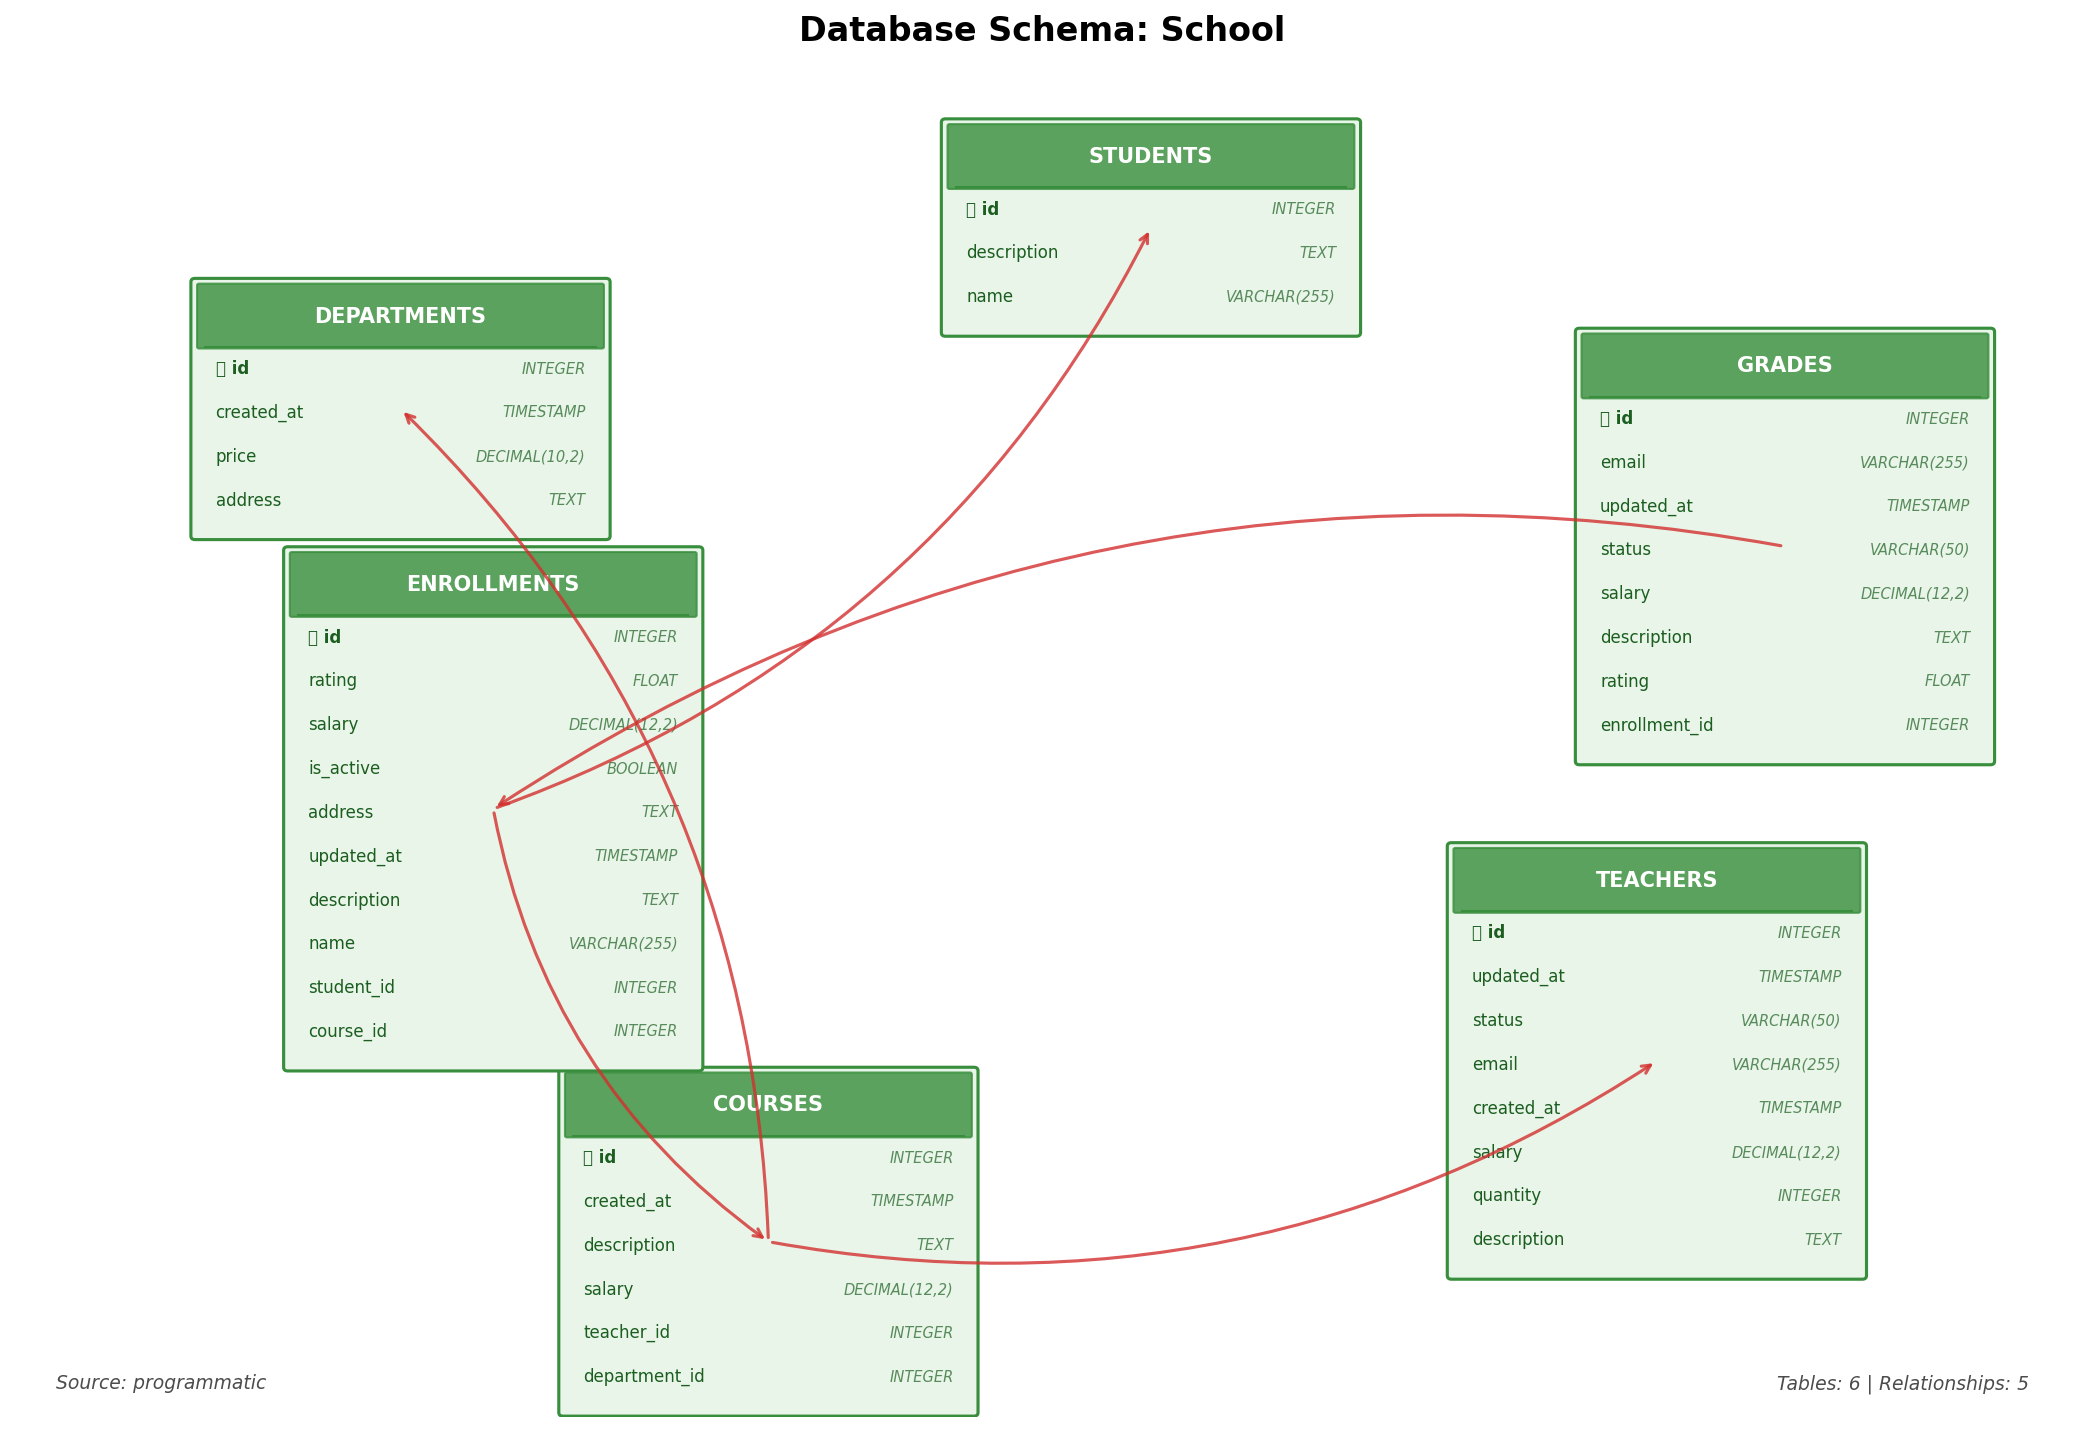 Database Schema: School
STUDENTS
id INTEGER
description TEXT
name VARCHAR(255)
DEPARTMENTS
id INTEGER
created_at TIMESTAMP
price DECIMAL(10,2)
address TEXT
GRADES
id INTEGER
email VARCHAR(255)
updated_at TIMESTAMP
status VARCHAR(50)
salary DECIMAL(12,2)
description TEXT
rating FLOAT
enrollment_id INTEGER
ENROLLMENTS
id INTEGER
rating FLOAT
salary DECIMAL(12,2)
is_active BOOLEAN
address TEXT
updated_at TIMESTAMP
description TEXT
name VARCHAR(255)
student_id INTEGER
course_id INTEGER
TEACHERS
id INTEGER
updated_at TIMESTAMP
status VARCHAR(50)
email VARCHAR(255)
created_at TIMESTAMP
salary DECIMAL(12,2)
quantity INTEGER
description TEXT
COURSES
id INTEGER
created_at TIMESTAMP
description TEXT
salary DECIMAL(12,2)
teacher_id INTEGER
department_id INTEGER
Source: programmatic
Tables: 6 | Relationships: 5